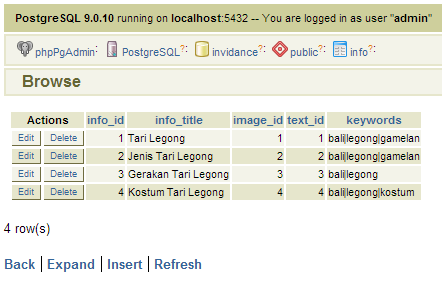 PostgreSQL 9.0.10 running on localhost:5432 -- You are logged in as user "admin"
phpPgAdmin: PostgreSQL?: invidance?: public?: info?:
Browse
Actions info_id info_title image_id text_id keywords
Edit Delete 1 Tari Legong 1 1 bali|legong|gamelan
Edit Delete 2 Jenis Tari Legong 2 2 bali|legong|gamelan
Edit Delete 3 Gerakan Tari Legong 3 3 bali|legong
Edit Delete 4 Kostum Tari Legong 4 4 bali|legong|kostum
4 row(s)
Back | Expand | Insert | Refresh